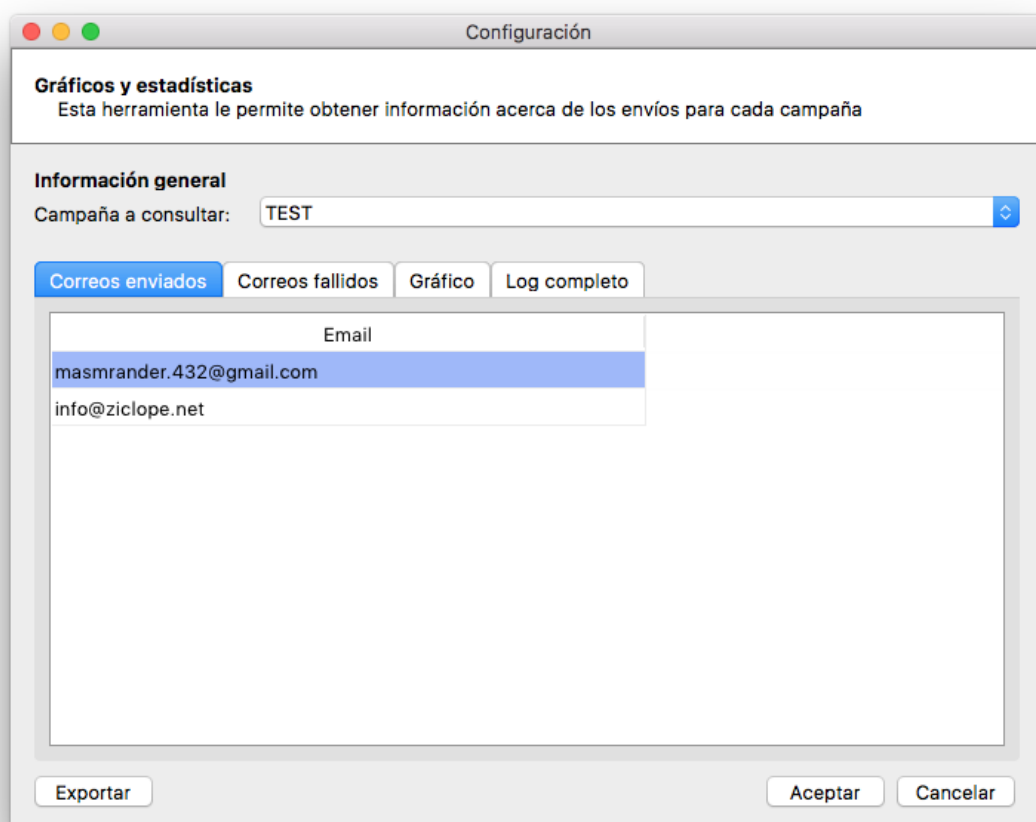 Configuración
Gráficos y estadísticas
Esta herramienta le permite obtener información acerca de los envíos para cada campaña
Información general
Campaña a consultar: TEST
Correos enviados Correos fallidos Gráfico Log completo
Email
masmrander.432@gmail.com
info@ziclope.net
Exportar Aceptar Cancelar